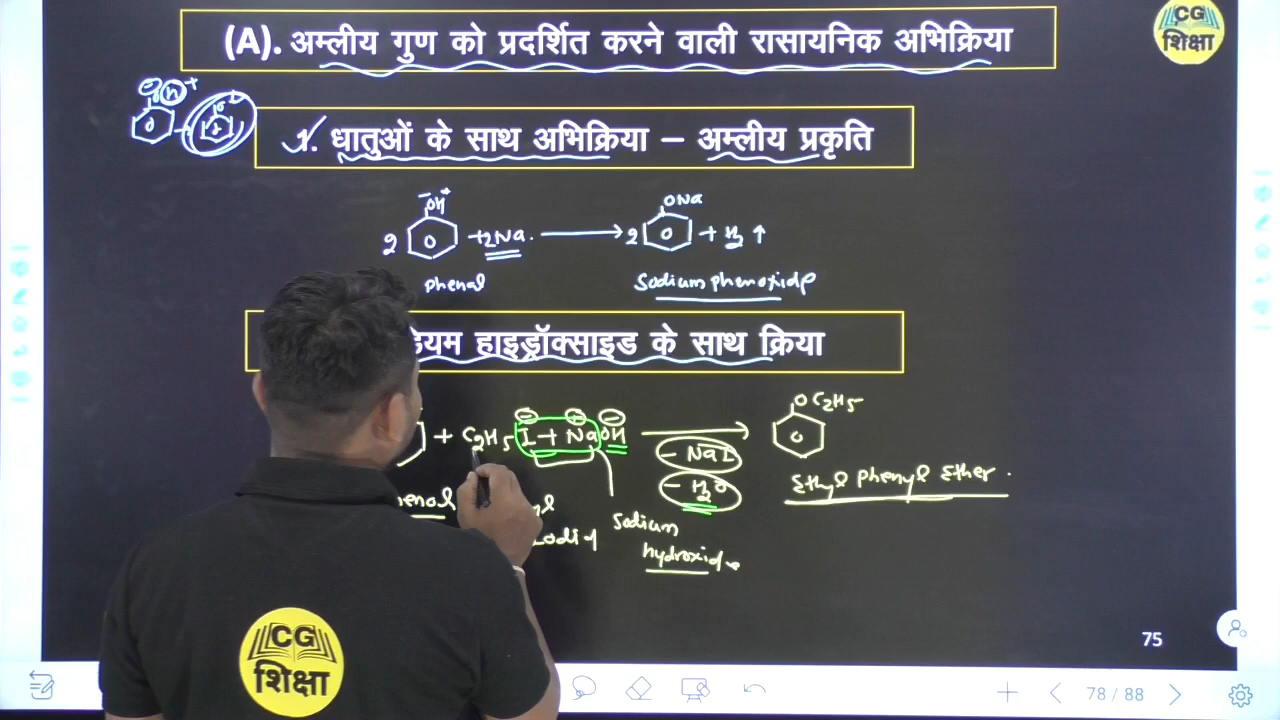 (A). अम्लीय गुण को प्रदर्शित करने वाली रासायनिक अभिक्रिया
CG
शिक्षा
1. धातुओं के साथ अभिक्रिया – अम्लीय प्रकृति
2 OH + 2Na. → 2 ONa + H2 ↑
phenol
Sodium phenoxide
हाइड्रॉक्साइड के साथ क्रिया
+ C2H5 I + NaOH → OC2H5
- NaI
- H2O
Ethyl phenyl Ether.
Sodium
hydroxide
75
CG
शिक्षा
78 / 88